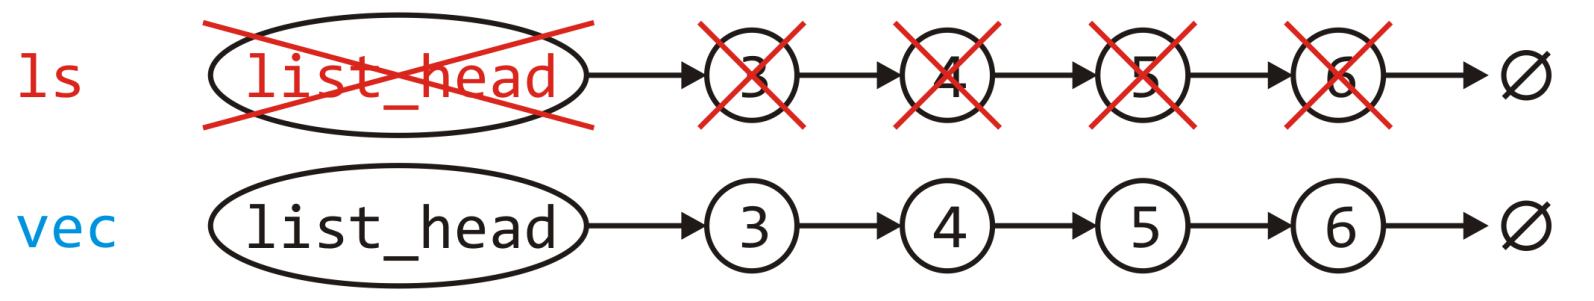 ls list_head 3 4 5 6 ∅
vec list_head 3 4 5 6 ∅